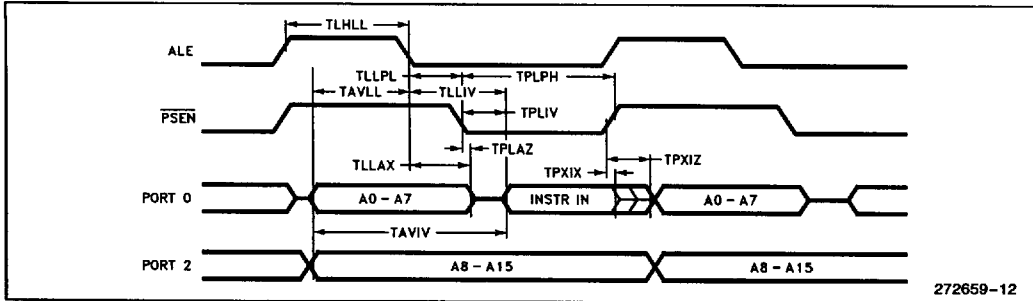 TLHLL
ALE
TLLPL
TPLPH
TAVLL
TLLIV
PSEN
TPLIV
TPLAZ
TLLAX
TPXIZ
TPXIX
PORT 0
A0 – A7
INSTR IN
A0 – A7
TAVIV
PORT 2
A8 – A15
A8 – A15
272659–12